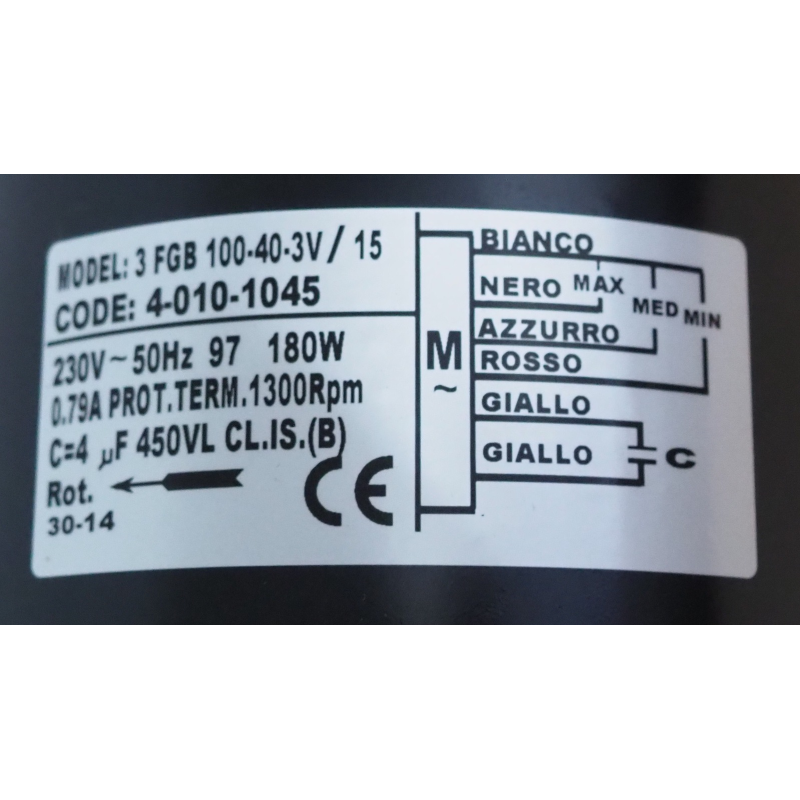 MODEL: 3 FGB 100-40-3V / 15
CODE: 4-010-1045
230V ~ 50Hz 97 180W
0.79A PROT.TERM.1300Rpm
C=4 µF 450VL CL.IS.(B)
Rot.
30-14
CE
M
~
BIANCO
NERO MAX MED MIN
AZZURRO
ROSSO
GIALLO
GIALLO C